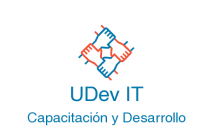 UDev IT
Capacitación y Desarrollo